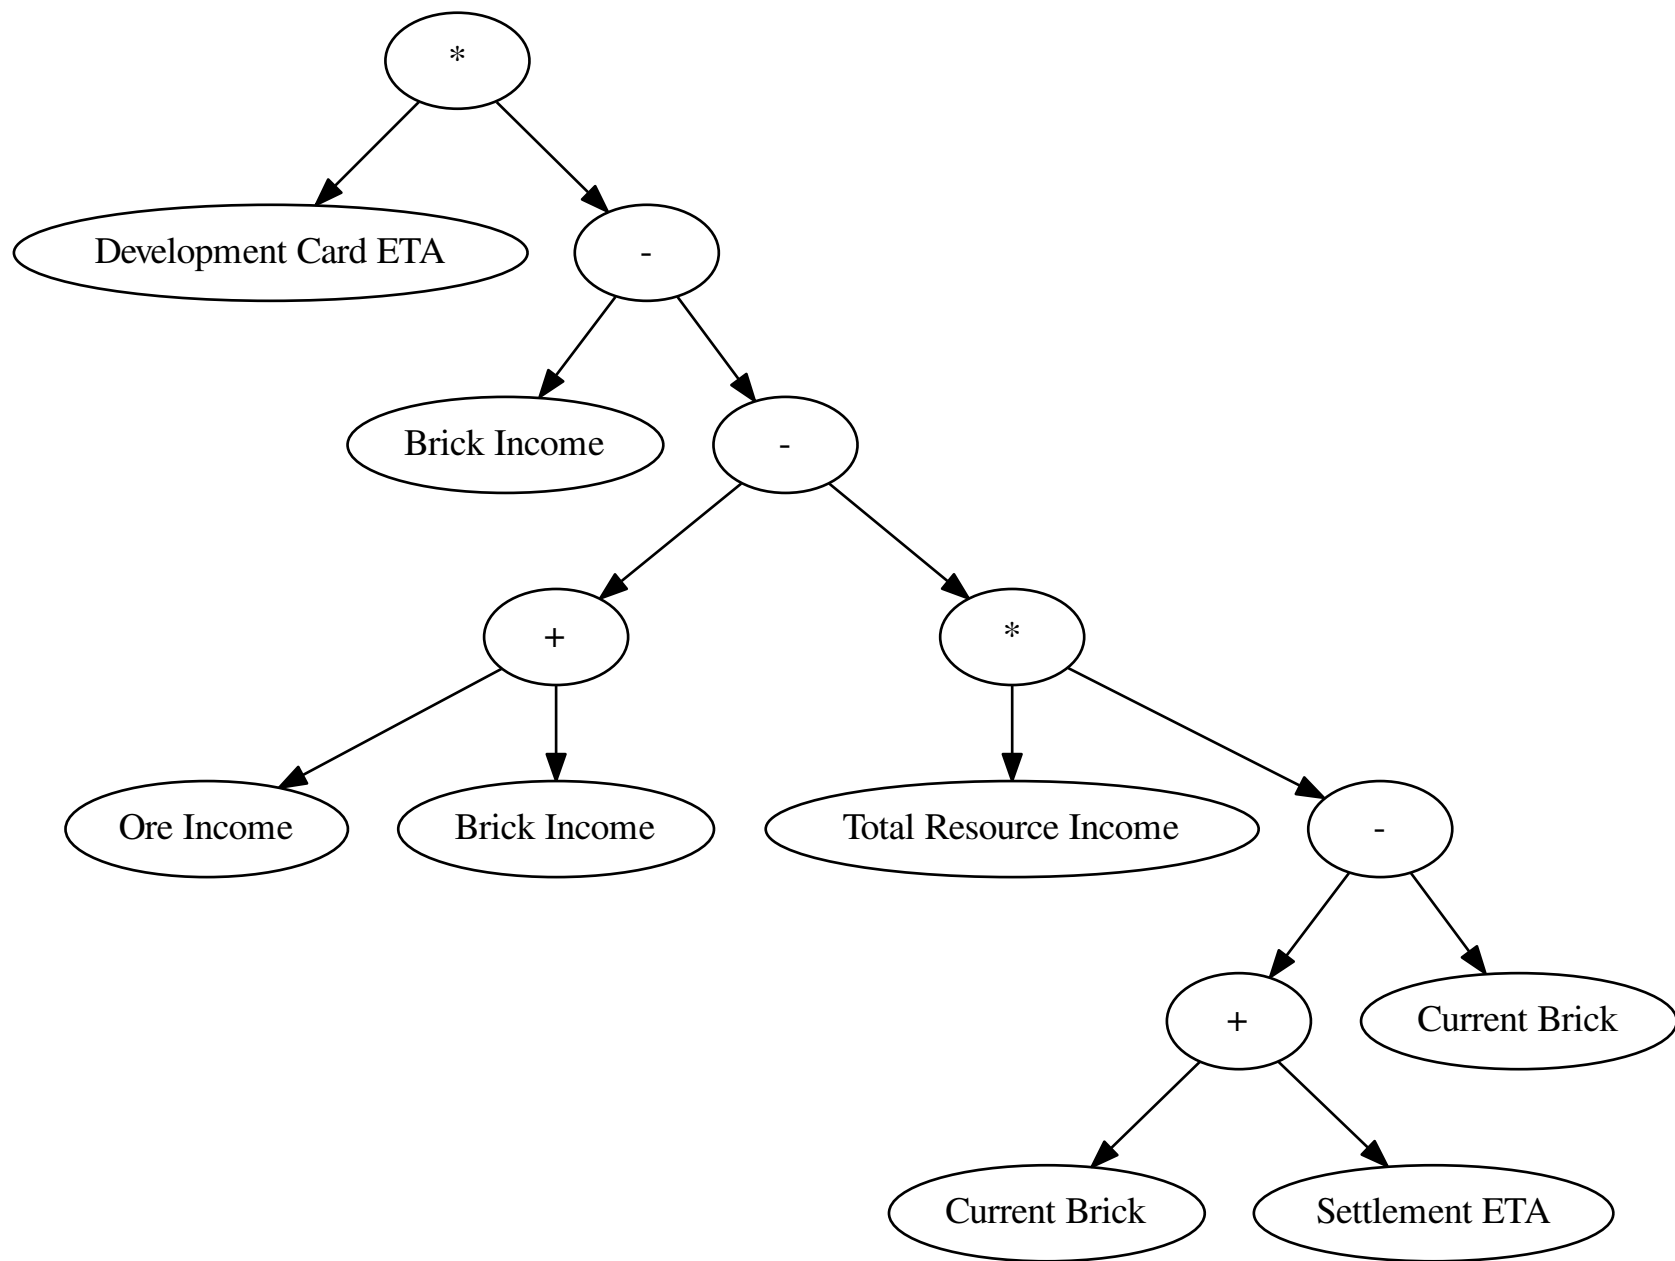 *
Development Card ETA
-
Brick Income
-
+
*
Ore Income
Brick Income
Total Resource Income
-
+
Current Brick
Current Brick
Settlement ETA